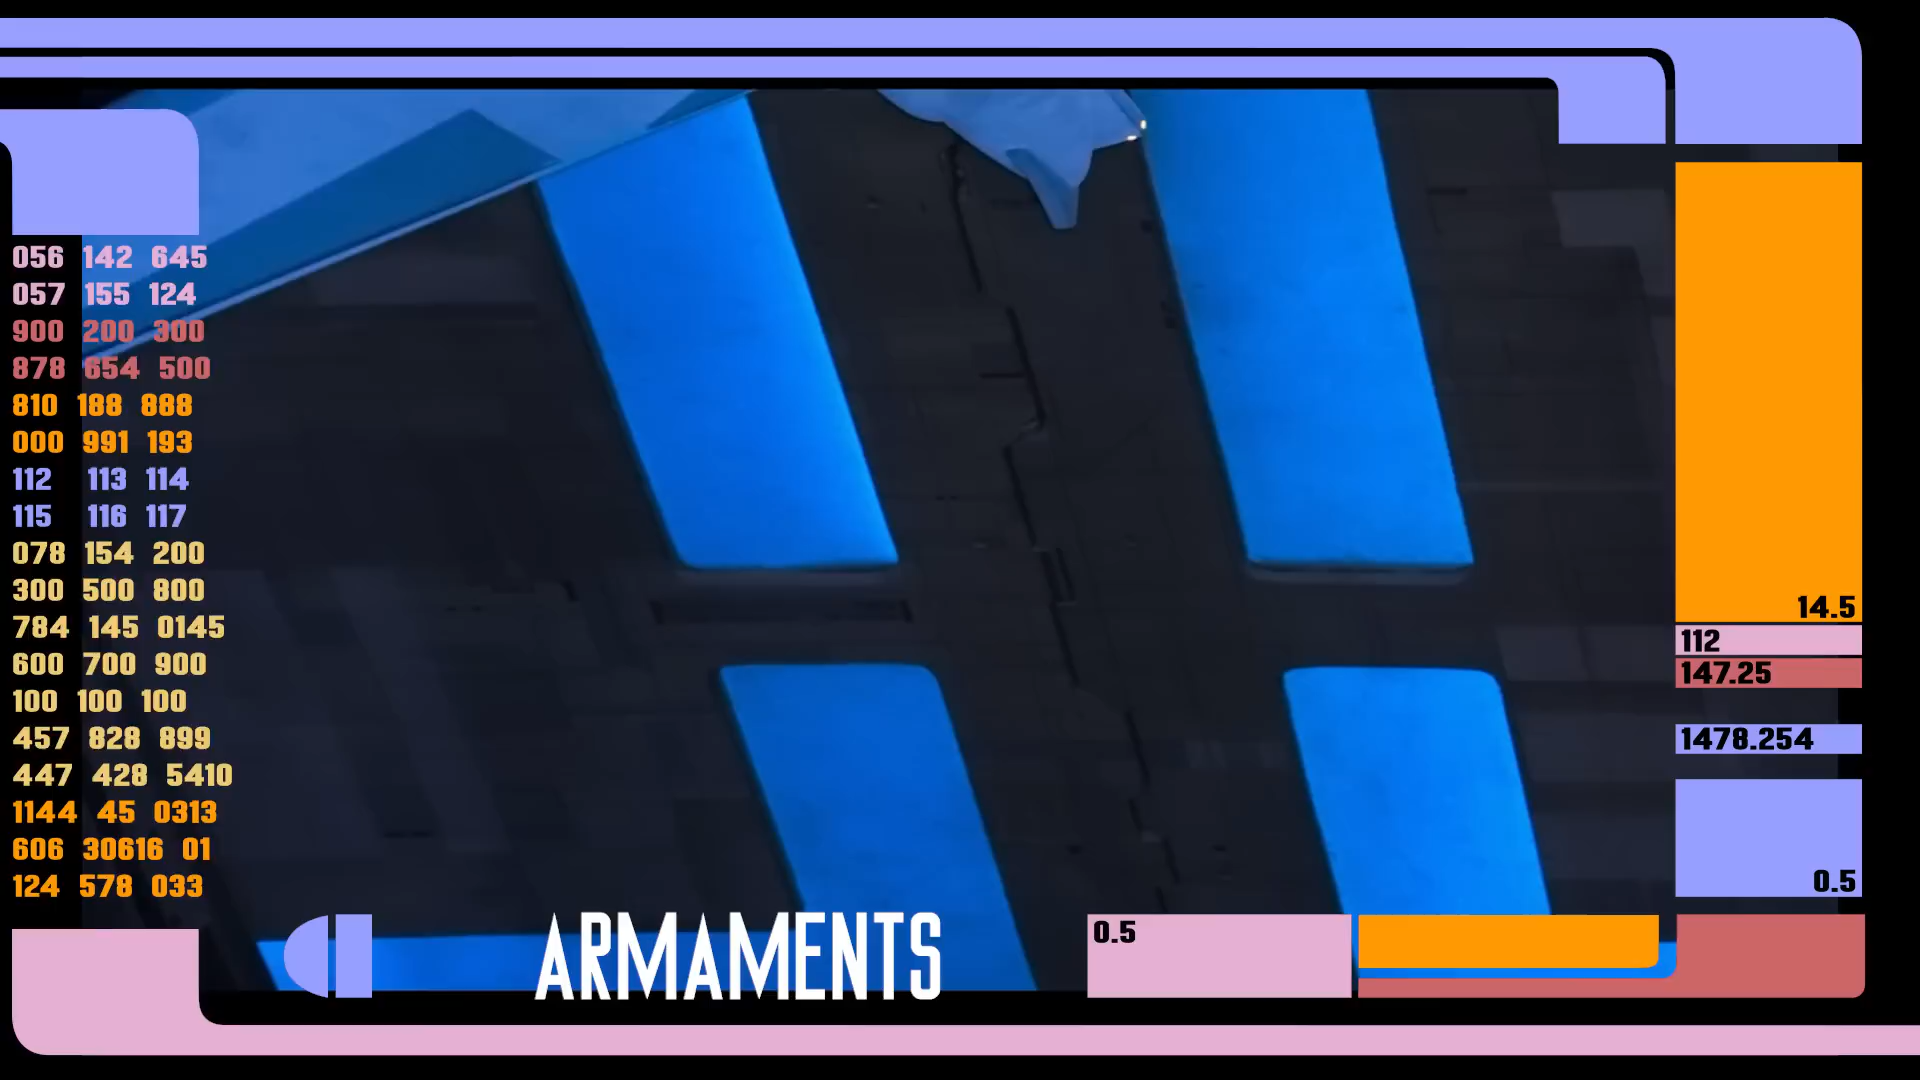 056 142 645
057 155 124
900 200 300
878 654 500
810 188 888
000 991 193
112 113 114
115 116 117
078 154 200
300 500 800
784 145 0145
600 700 900
100 100 100
457 828 899
447 428 5410
1144 45 0313
606 30616 01
124 578 033
14.5
112
147.25
1478.254
0.5
ARMAMENTS
0.5